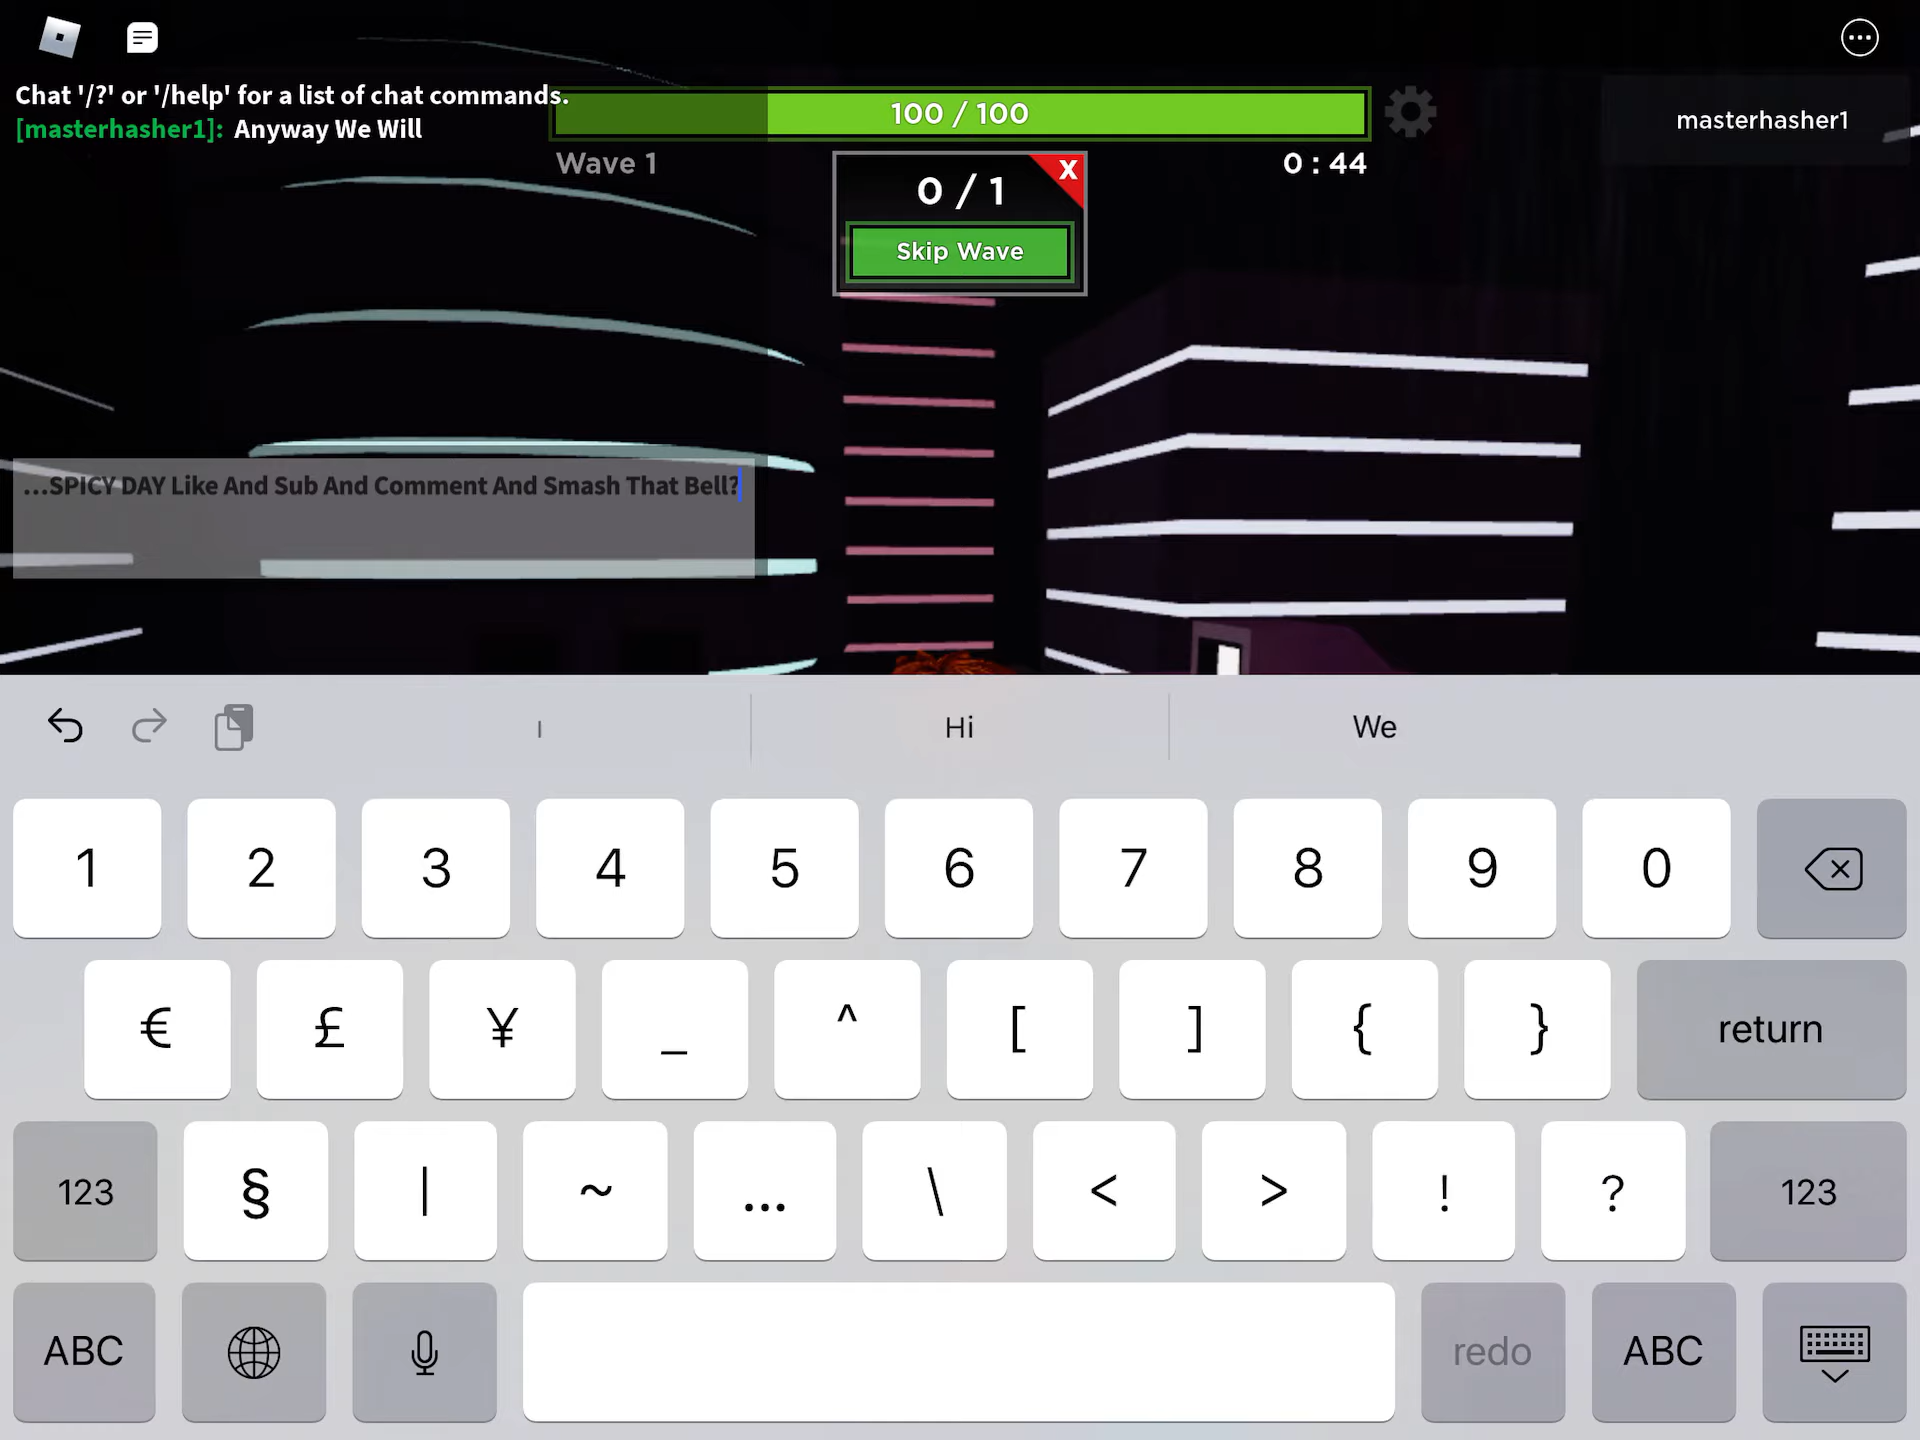 Chat '/?' or '/help' for a list of chat commands.
[masterhasher1]: Anyway We Will
100 / 100
masterhasher1
Wave 1
0 : 44
0 / 1
X
Skip Wave
...SPICY DAY Like And Sub And Comment And Smash That Bell?
I Hi We
1 2 3 4 5 6 7 8 9 0
€ £ ¥ _ ^ [ ] { } return
123 § | ~ ... \ < > ! ? 123
ABC redo ABC